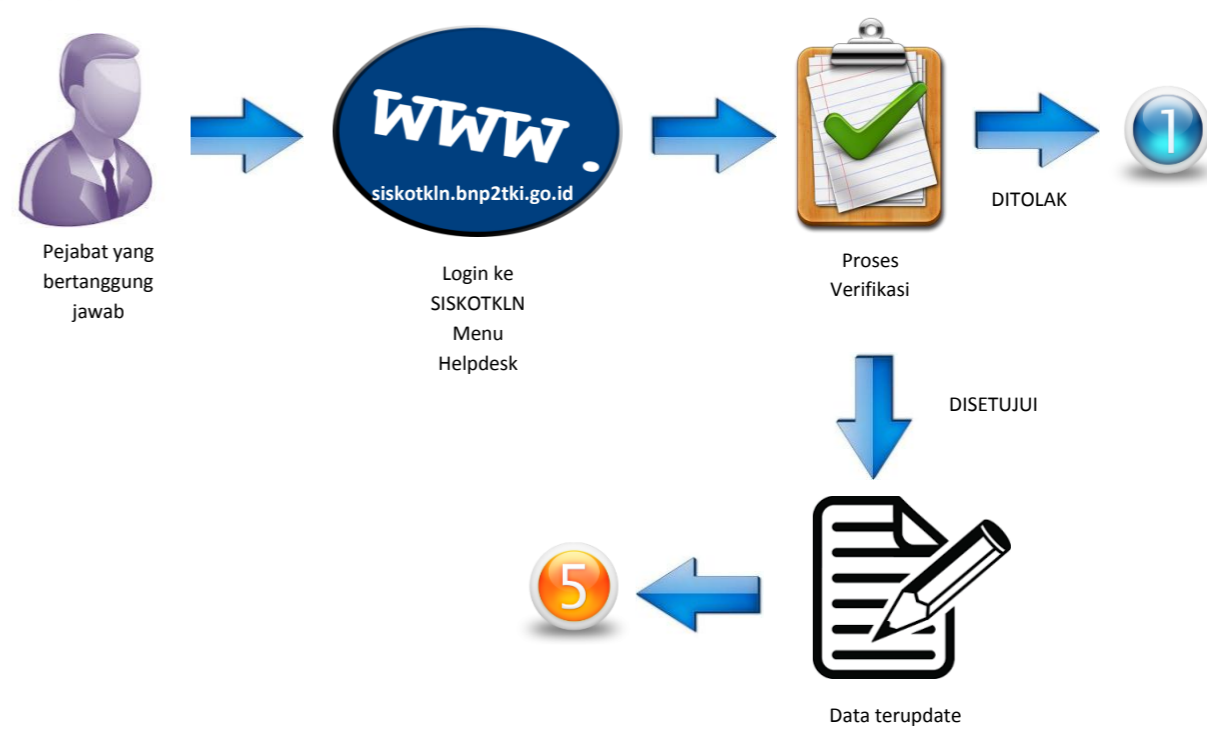 www.
siskotkln.bnp2tki.go.id
1
DITOLAK
Pejabat yang
bertanggung
jawab
Login ke
SISKOTKLN
Menu
Helpdesk
Proses
Verifikasi
DISETUJUI
5
Data terupdate